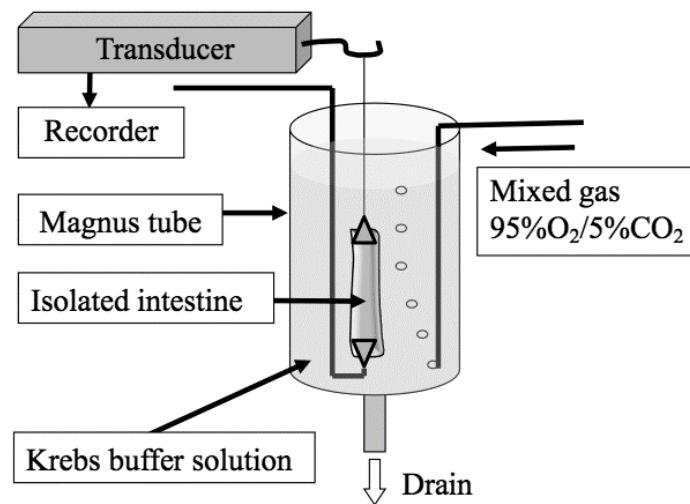 Transducer
Recorder
Magnus tube
Mixed gas
95%O₂/5%CO₂
Isolated intestine
Krebs buffer solution
Drain